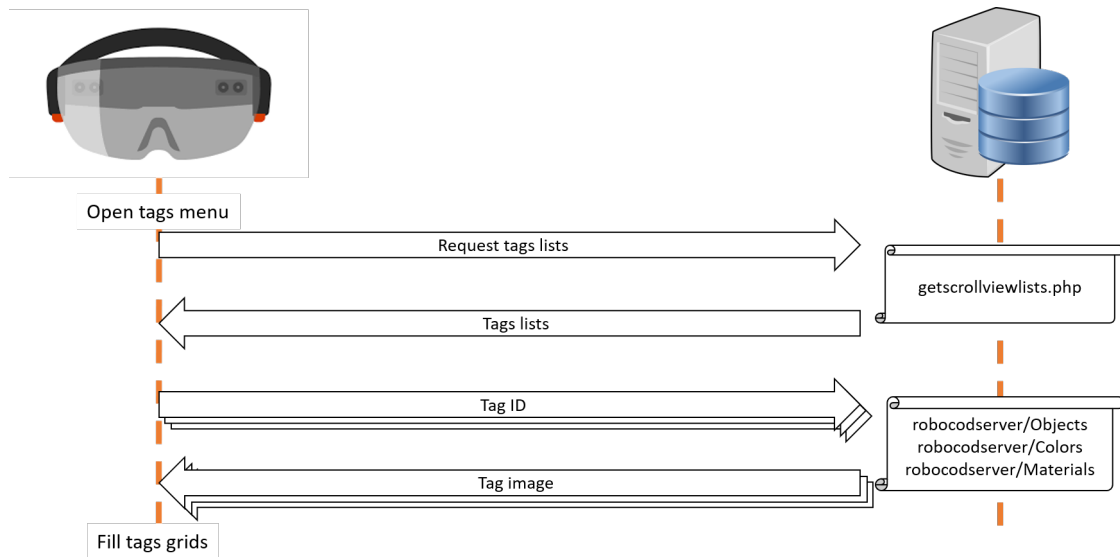 Open tags menu
Request tags lists
getscrollviewlists.php
Tags lists
Tag ID
robocodserver/Objects
robocodserver/Colors
robocodserver/Materials
Tag image
Fill tags grids